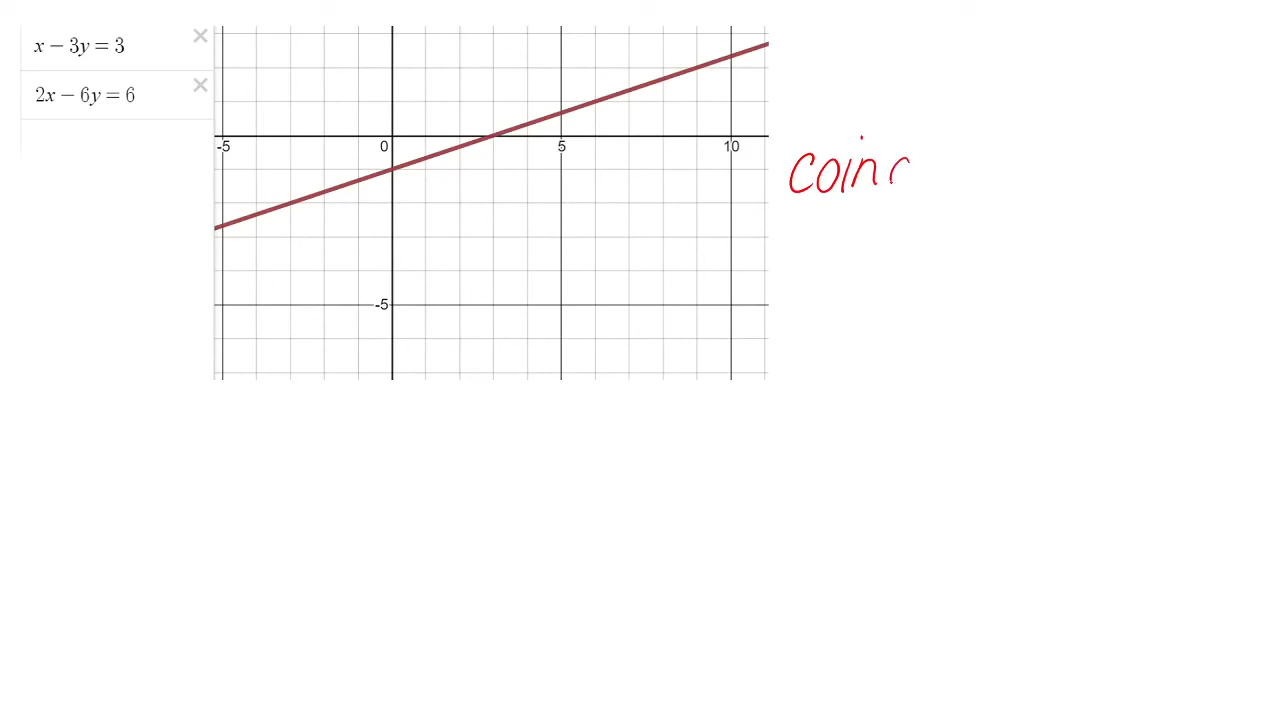 x − 3y = 3
2x − 6y = 6
-5 0 5 10
-5
coinc